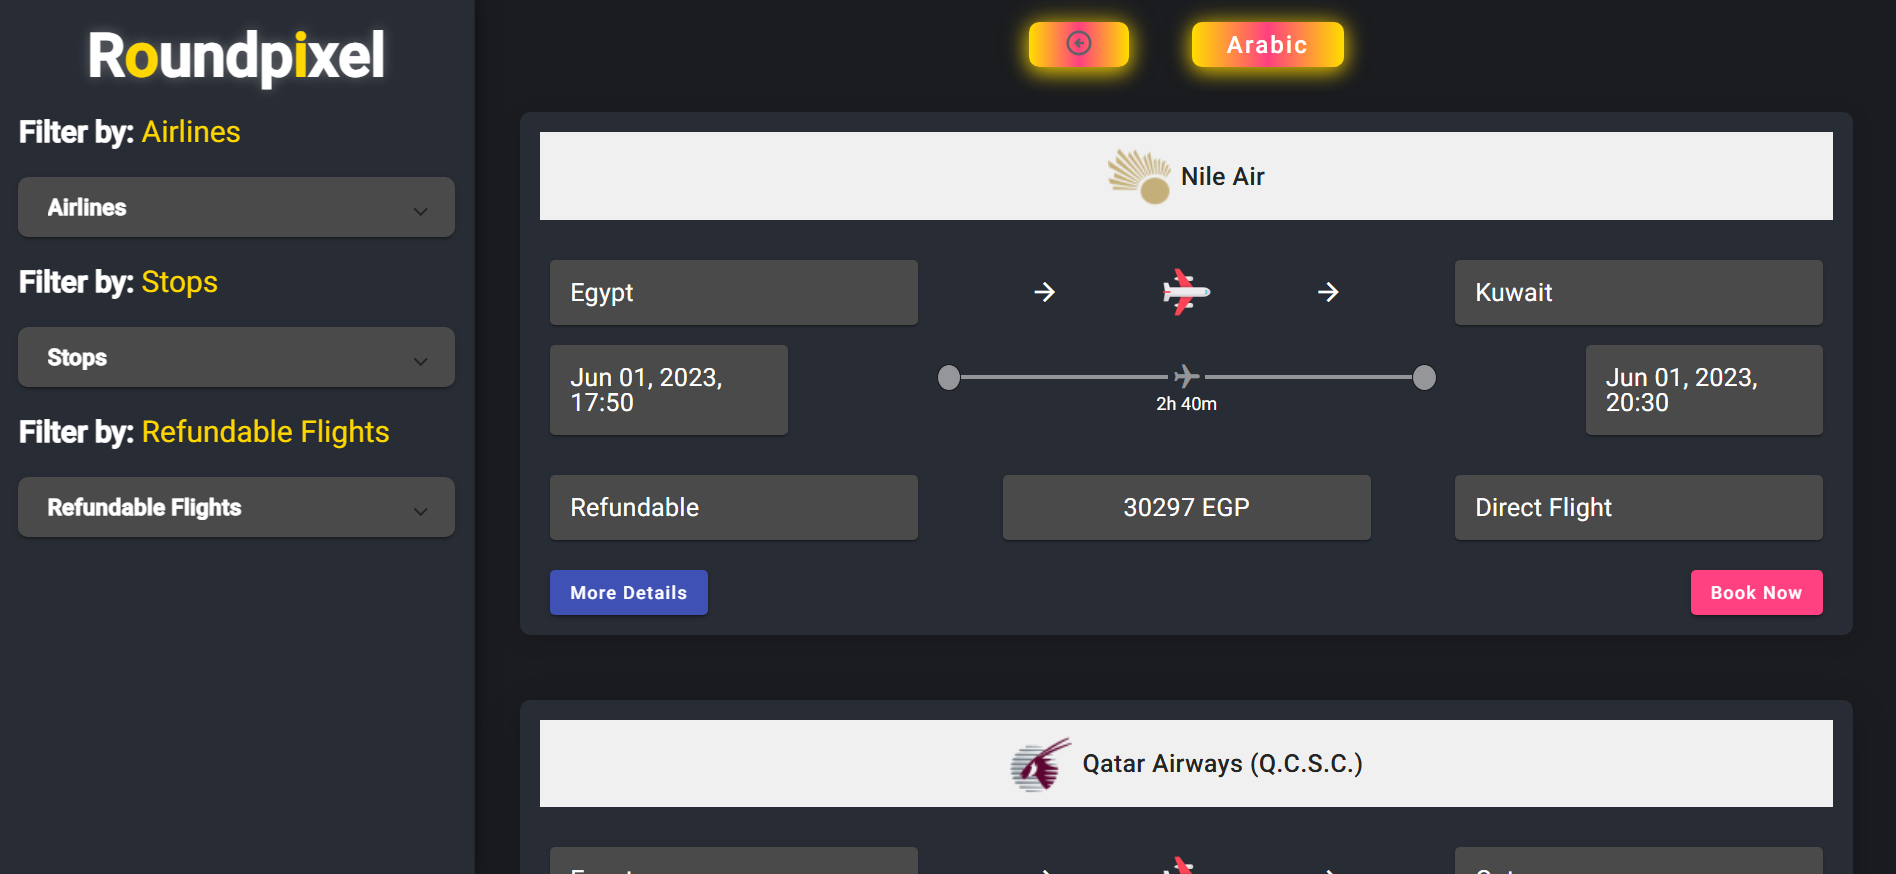 Roundpixel
Filter by: Airlines
Airlines
Filter by: Stops
Stops
Filter by: Refundable Flights
Refundable Flights
Arabic
Nile Air
Egypt
Kuwait
Jun 01, 2023,
17:50
2h 40m
Jun 01, 2023,
20:30
Refundable
30297 EGP
Direct Flight
More Details
Book Now
Qatar Airways (Q.C.S.C.)